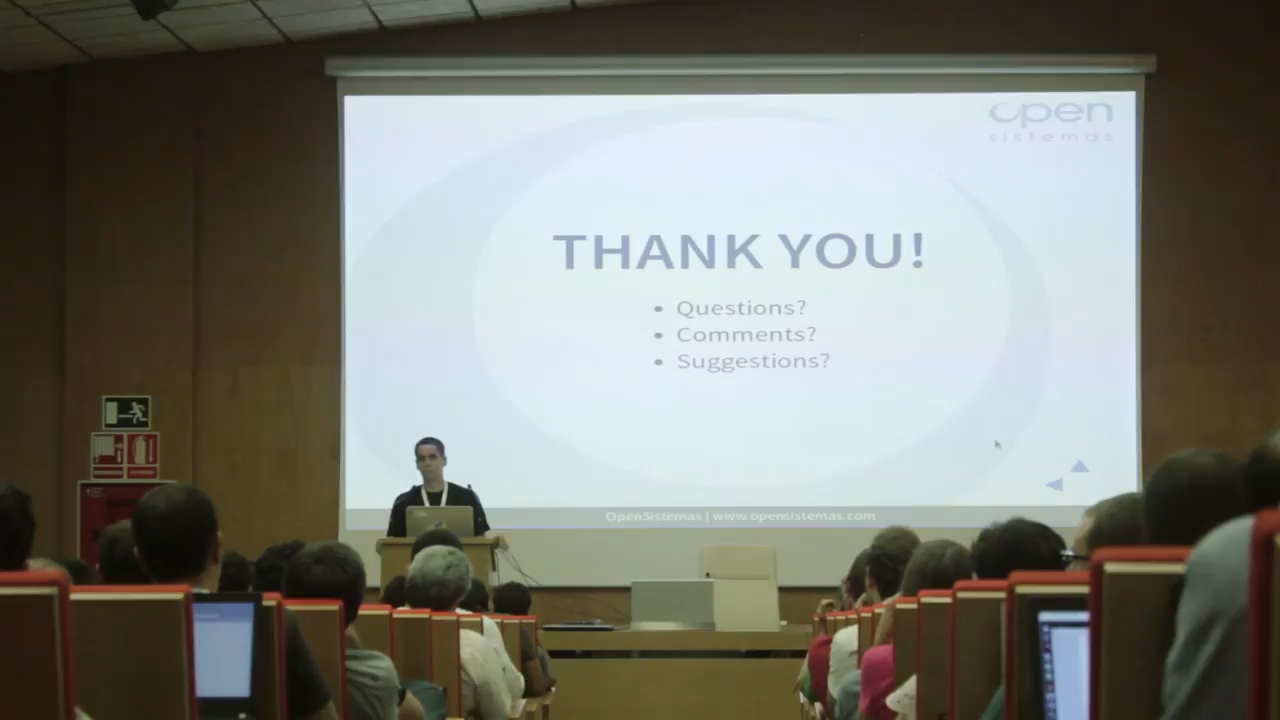 open
sistemas
THANK YOU!
• Questions?
• Comments?
• Suggestions?
OpenSistemas | www.opensistemas.com